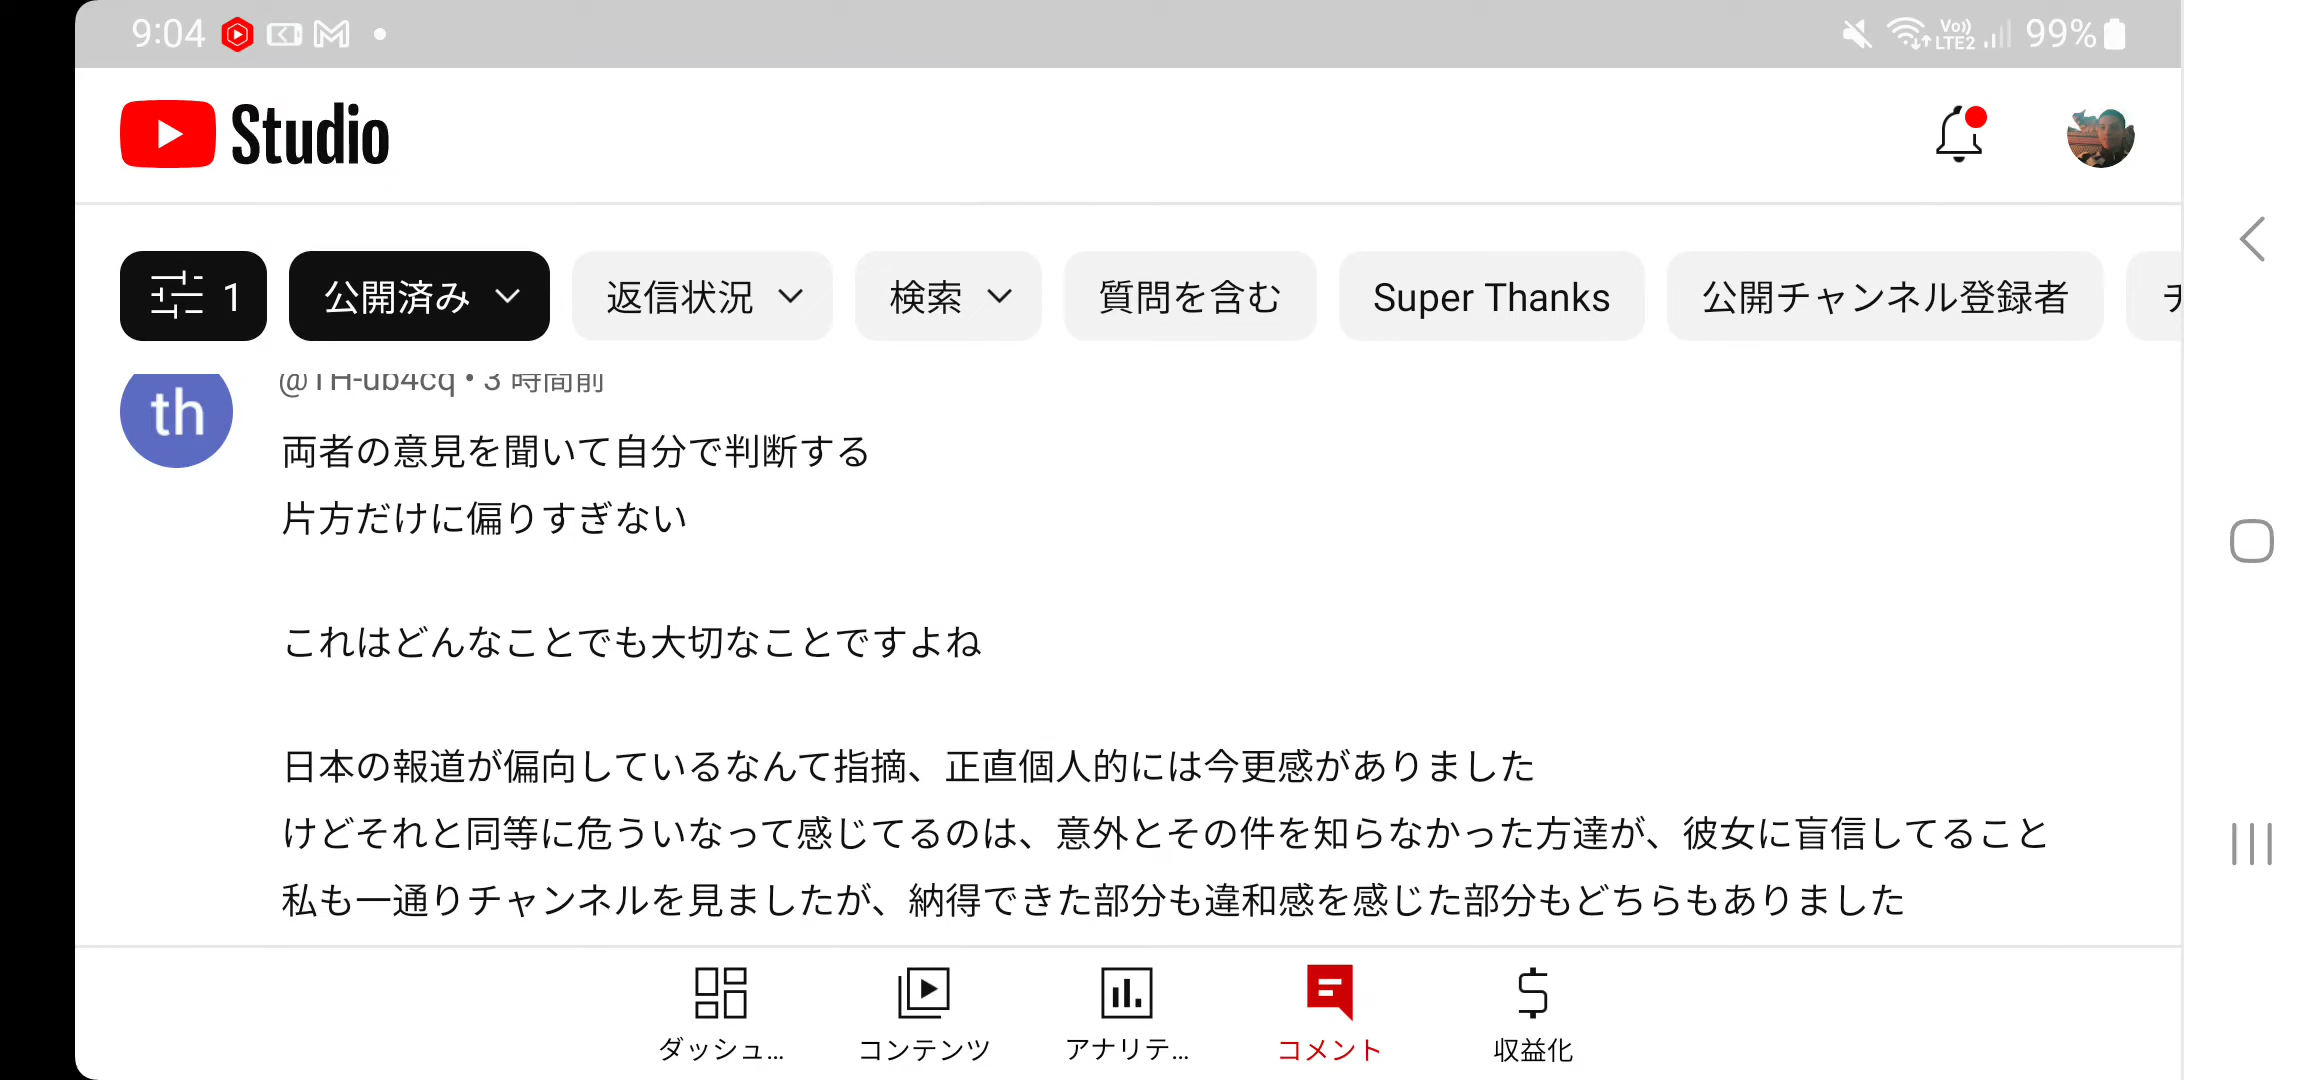 9:04
Vo)) LTE2 99%
Studio
1 公開済み 返信状況 検索 質問を含む Super Thanks 公開チャンネル登録者 チ
th @TH-ub4cq • 3 時間前
両者の意見を聞いて自分で判断する
片方だけに偏りすぎない
これはどんなことでも大切なことですよね
日本の報道が偏向しているなんて指摘、正直個人的には今更感がありました
けどそれと同等に危ういなって感じてるのは、意外とその件を知らなかった方達が、彼女に盲信してること
私も一通りチャンネルを見ましたが、納得できた部分も違和感を感じた部分もどちらもありました
ダッシュ... コンテンツ アナリテ... コメント 収益化